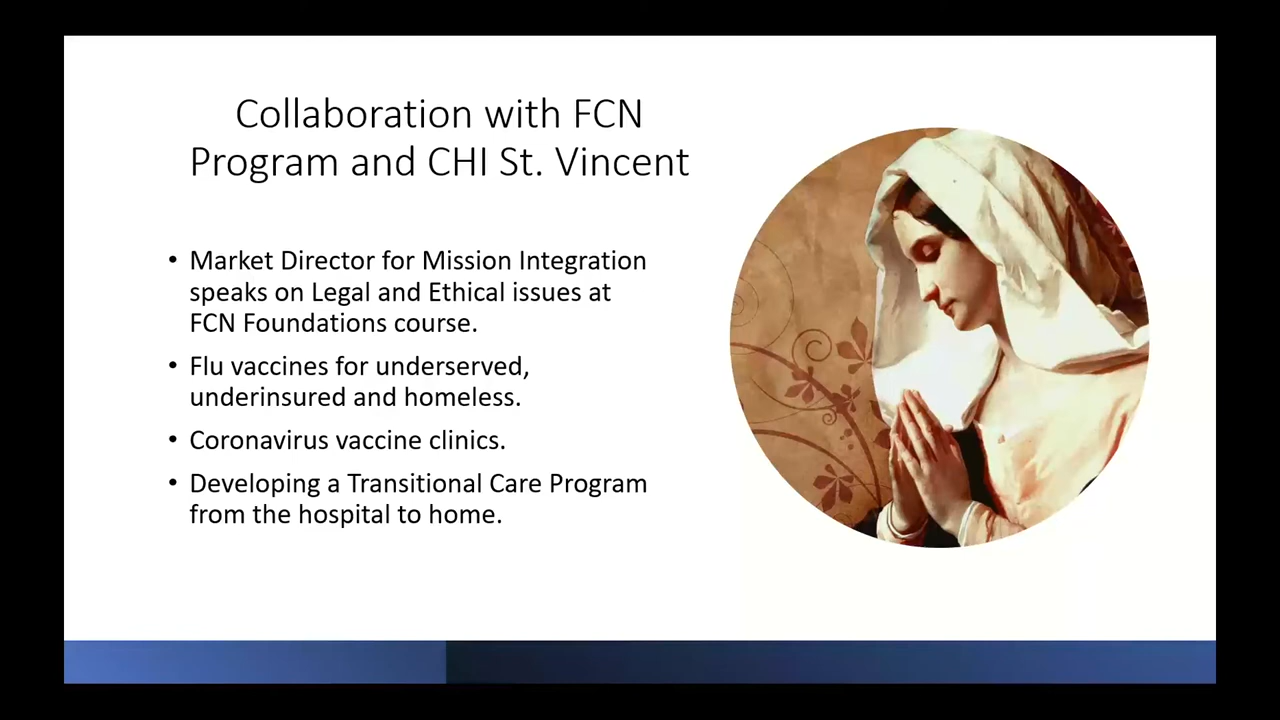 Collaboration with FCN
Program and CHI St. Vincent
• Market Director for Mission Integration
speaks on Legal and Ethical issues at
FCN Foundations course.
• Flu vaccines for underserved,
underinsured and homeless.
• Coronavirus vaccine clinics.
• Developing a Transitional Care Program
from the hospital to home.